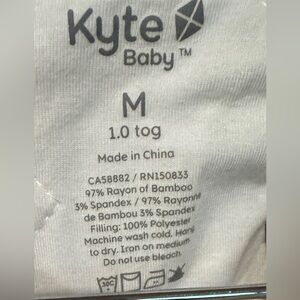 Kyte
Baby™
M
1.0 tog
Made in China
CA58882 / RN150833
97% Rayon of Bamboo
3% Spandex / 97% Rayonne
de Bambou 3% Spandex
Filling: 100% Polyester
Machine wash cold. Hang
to dry. Iron on medium.
Do not use bleach.
30C